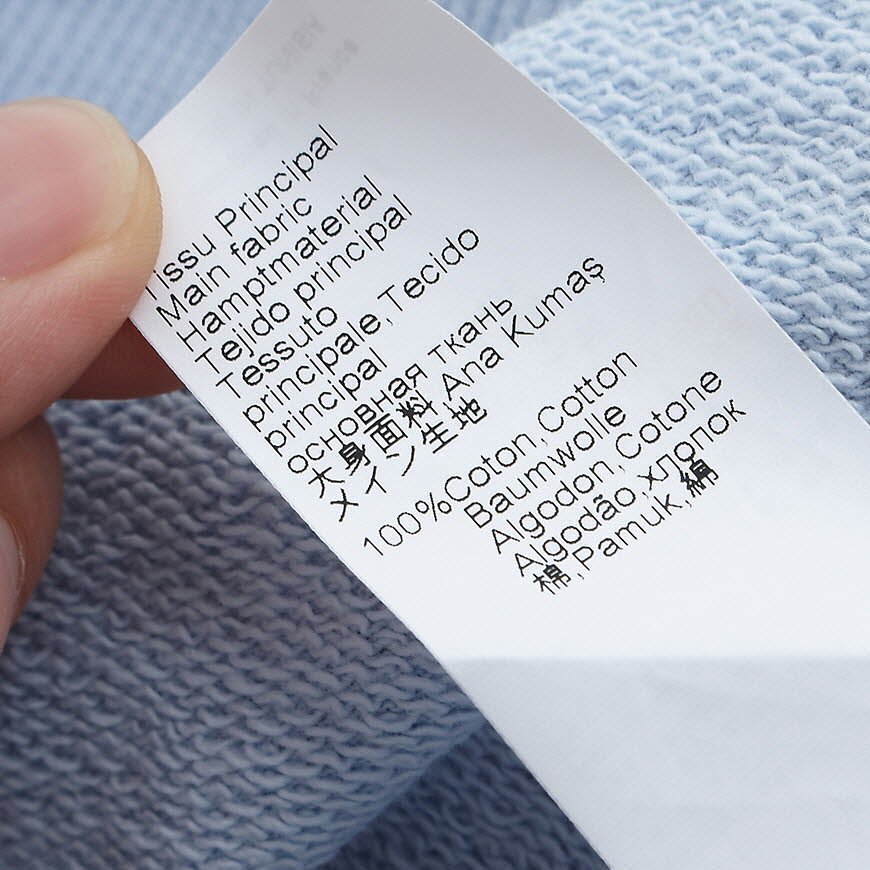 Tissu Principal
Main fabric
Hamptmaterial
Tejido principal
Tessuto
principale,Tecido
principal
основная ткань
大身面料,Ana Kumaş
メイン生地
100%Coton,Cotton
Baumwolle
Algodon,Cotone
Algodão,хлопок
棉,Pamuk,綿